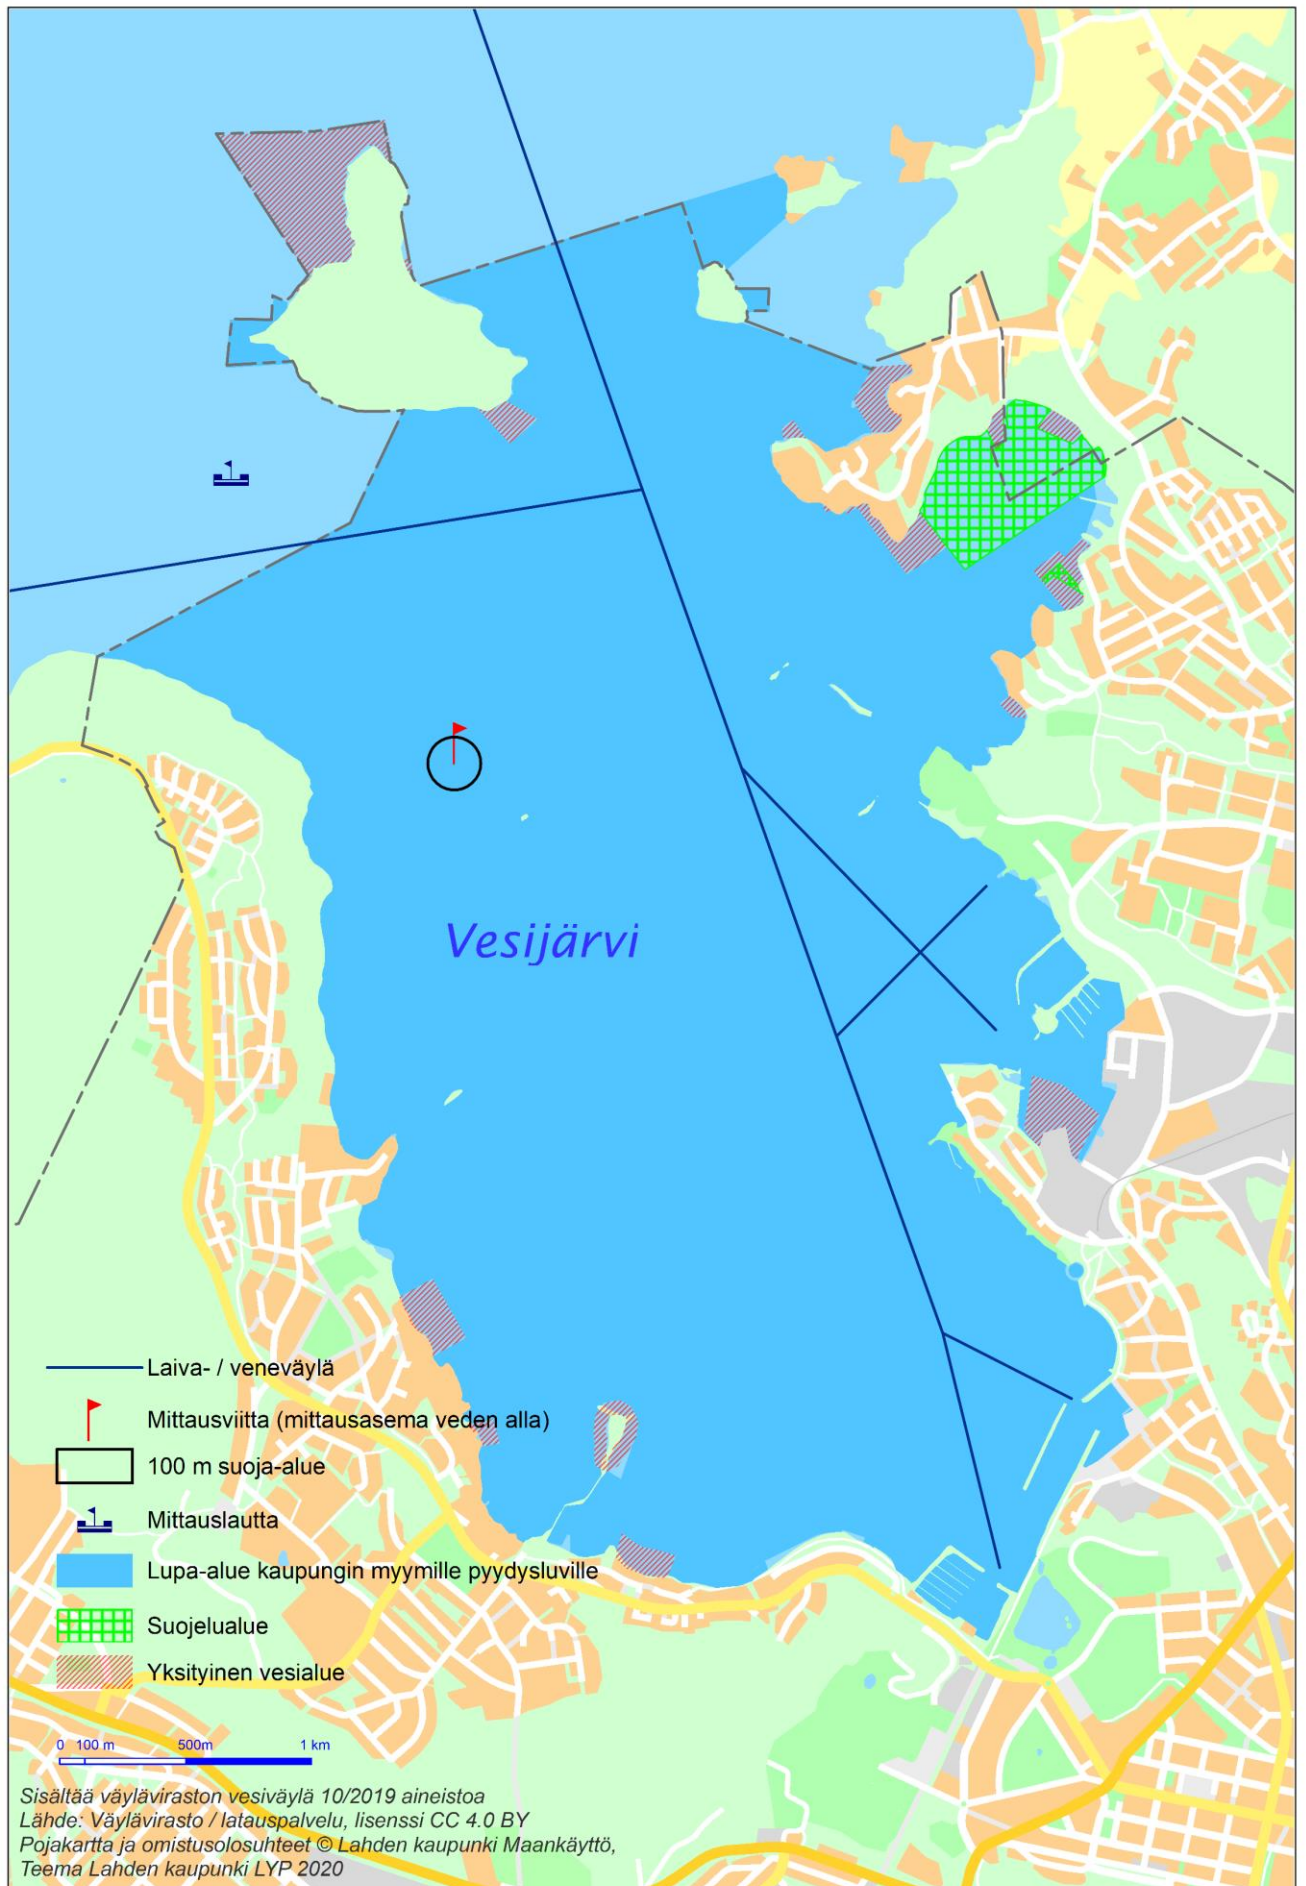 Vesijärvi
Laiva- / veneväylä
Mittausviitta (mittausasema veden alla)
100 m suoja-alue
Mittauslautta
Lupa-alue kaupungin myymille pyydysluville
Suojelualue
Yksityinen vesialue
0 100 m 500m 1 km
Sisältää väyläviraston vesiväylä 10/2019 aineistoa
Lähde: Väylävirasto / latauspalvelu, lisenssi CC 4.0 BY
Pojakartta ja omistusolosuhteet © Lahden kaupunki Maankäyttö,
Teema Lahden kaupunki LYP 2020